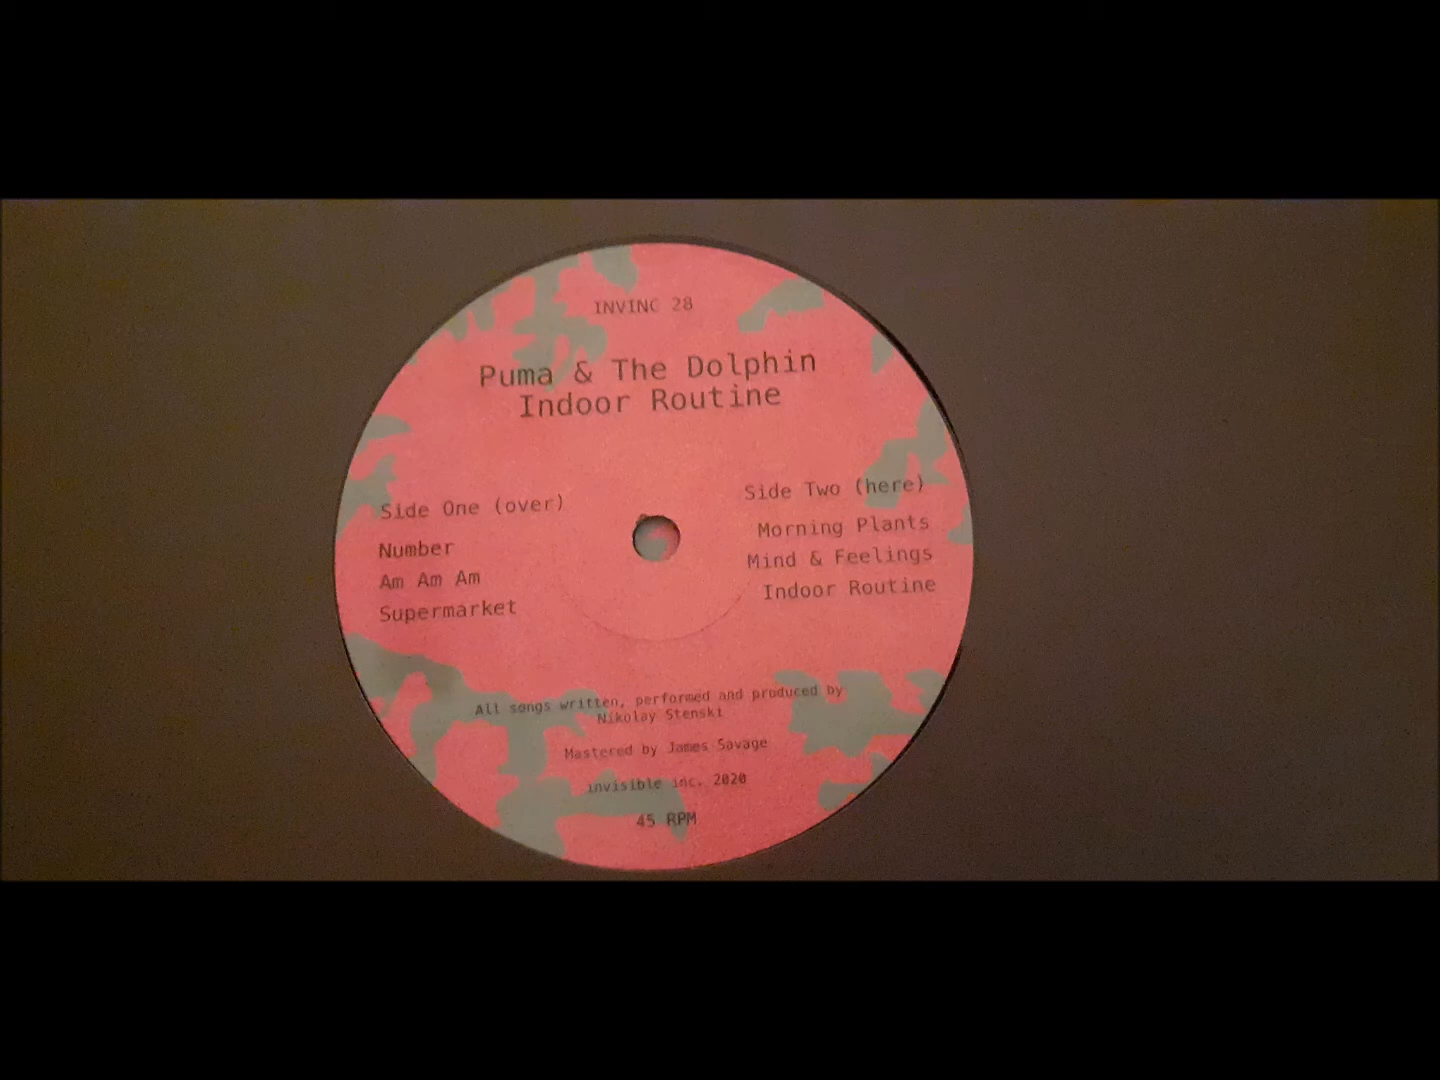 INVINC 28
Puma & The Dolphin
Indoor Routine
Side One (over)
Number
Am Am Am
Supermarket
Side Two (here)
Morning Plants
Mind & Feelings
Indoor Routine
All songs written, performed and produced by
Nikolay Stenski
Mastered by James Savage
invisible inc. 2020
45 RPM